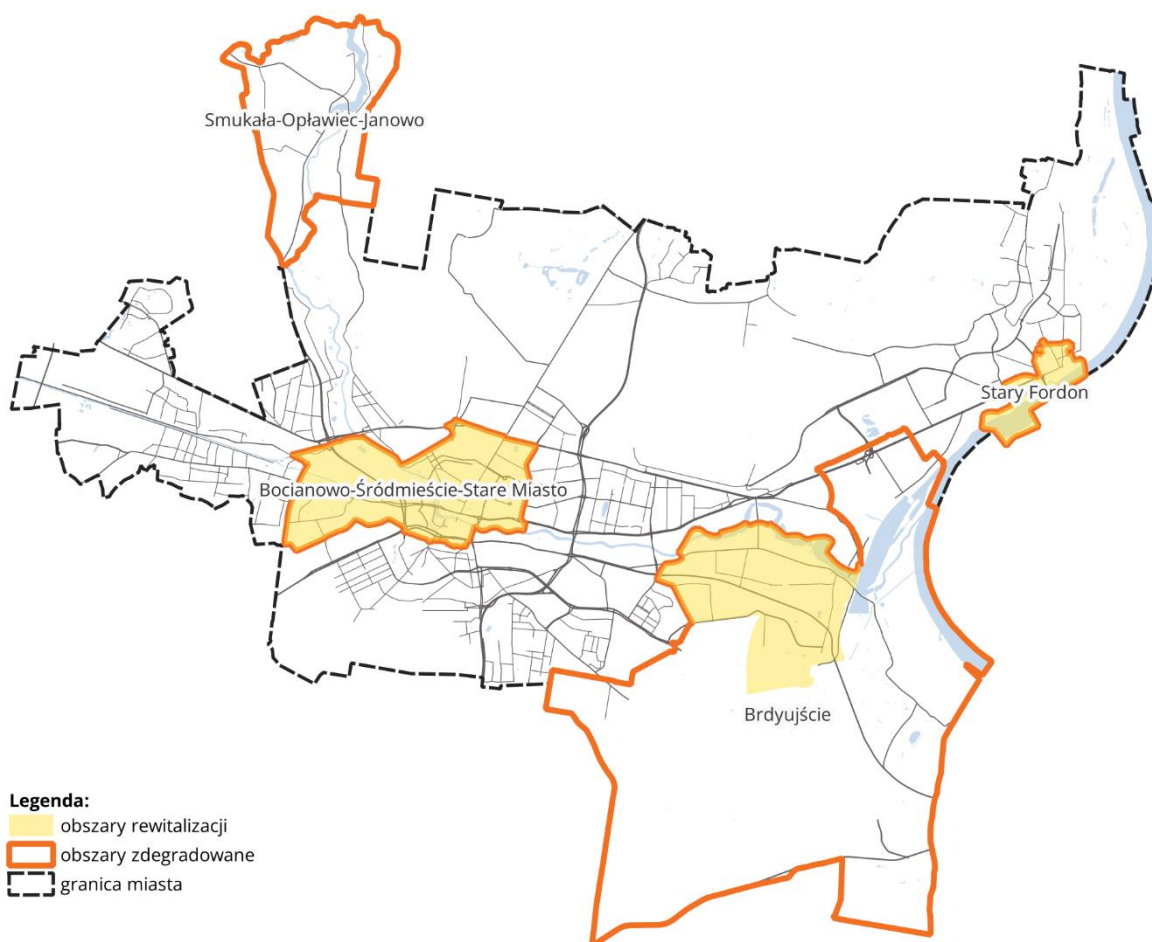 Smukała-Opławiec-Janowo
Stary Fordon
Bocianowo-Śródmieście-Stare Miasto
Brdyujście
Legenda:
obszary rewitalizacji
obszary zdegradowane
granica miasta